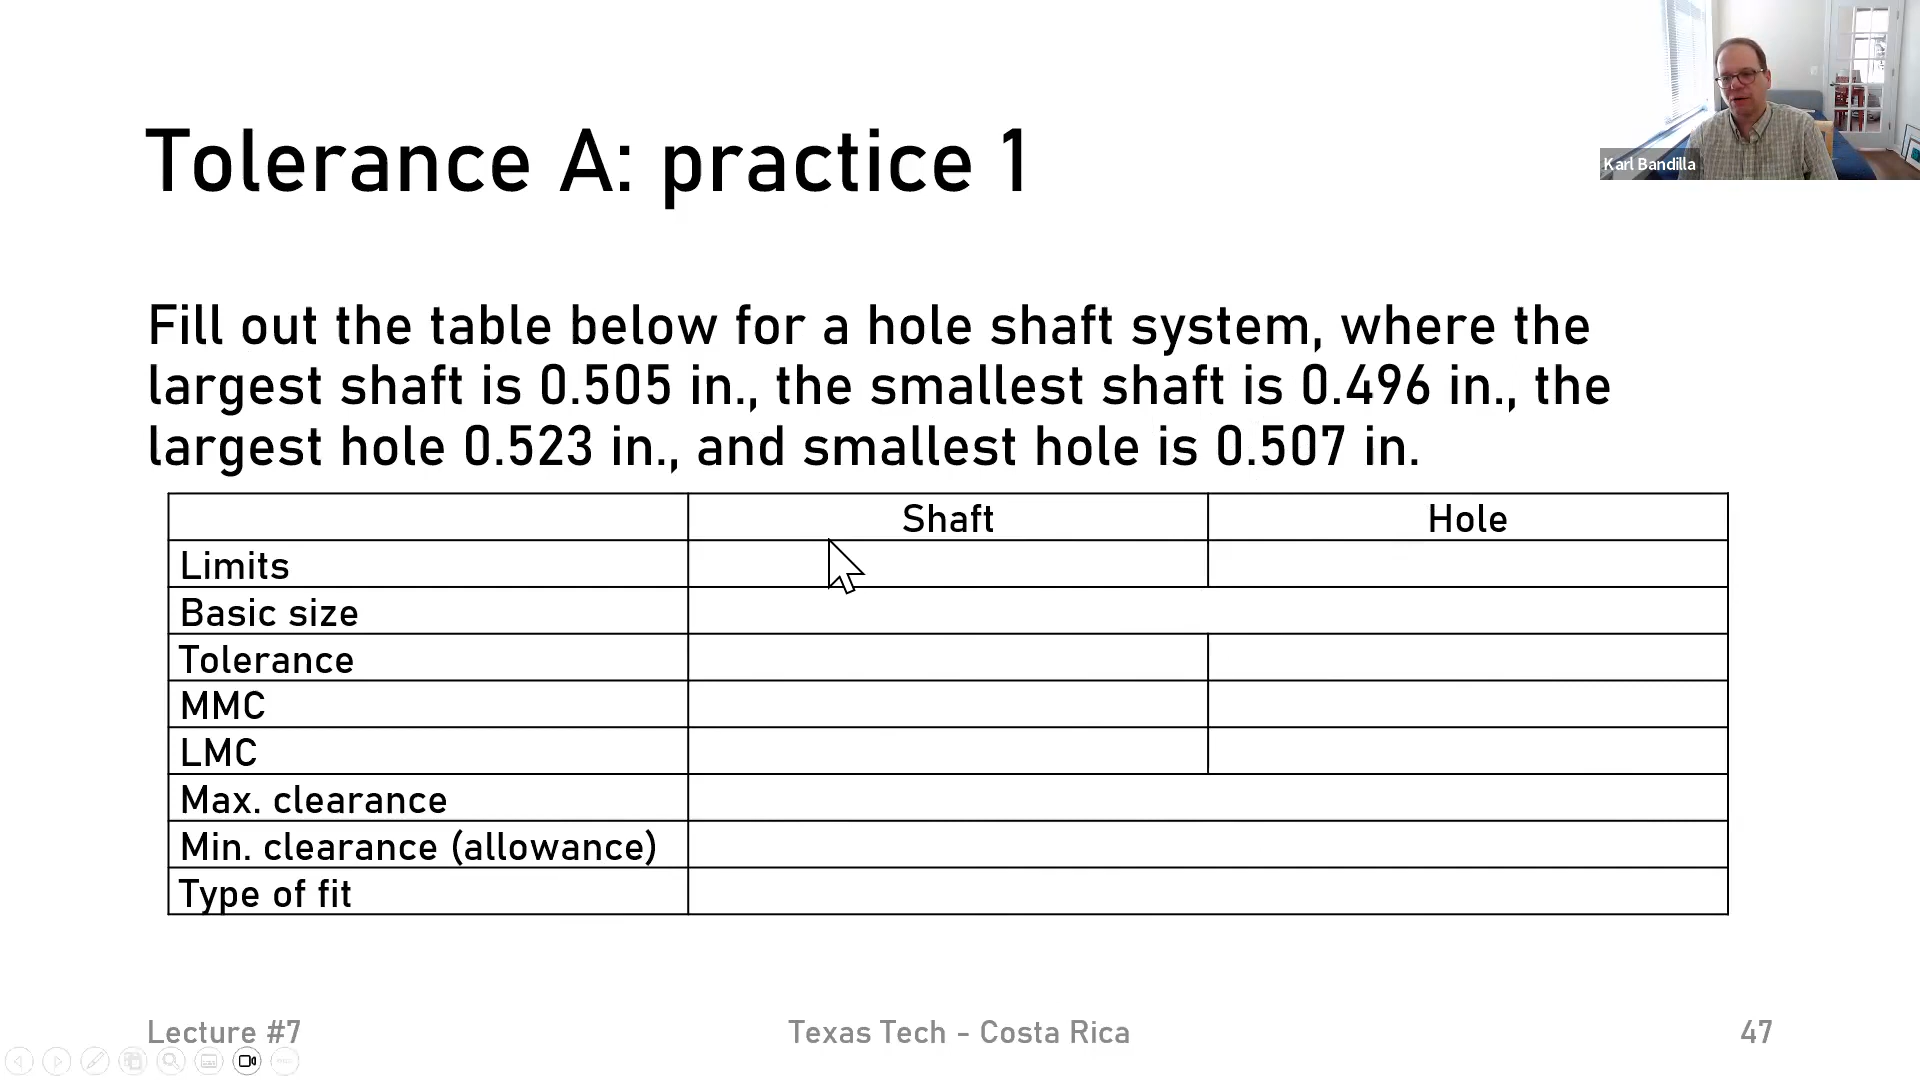 Karl Bandilla
Tolerance A: practice 1
Fill out the table below for a hole shaft system, where the
largest shaft is 0.505 in., the smallest shaft is 0.496 in., the
largest hole 0.523 in., and smallest hole is 0.507 in.
Shaft Hole
Limits
Basic size
Tolerance
MMC
LMC
Max. clearance
Min. clearance (allowance)
Type of fit
Lecture #7 Texas Tech - Costa Rica 47